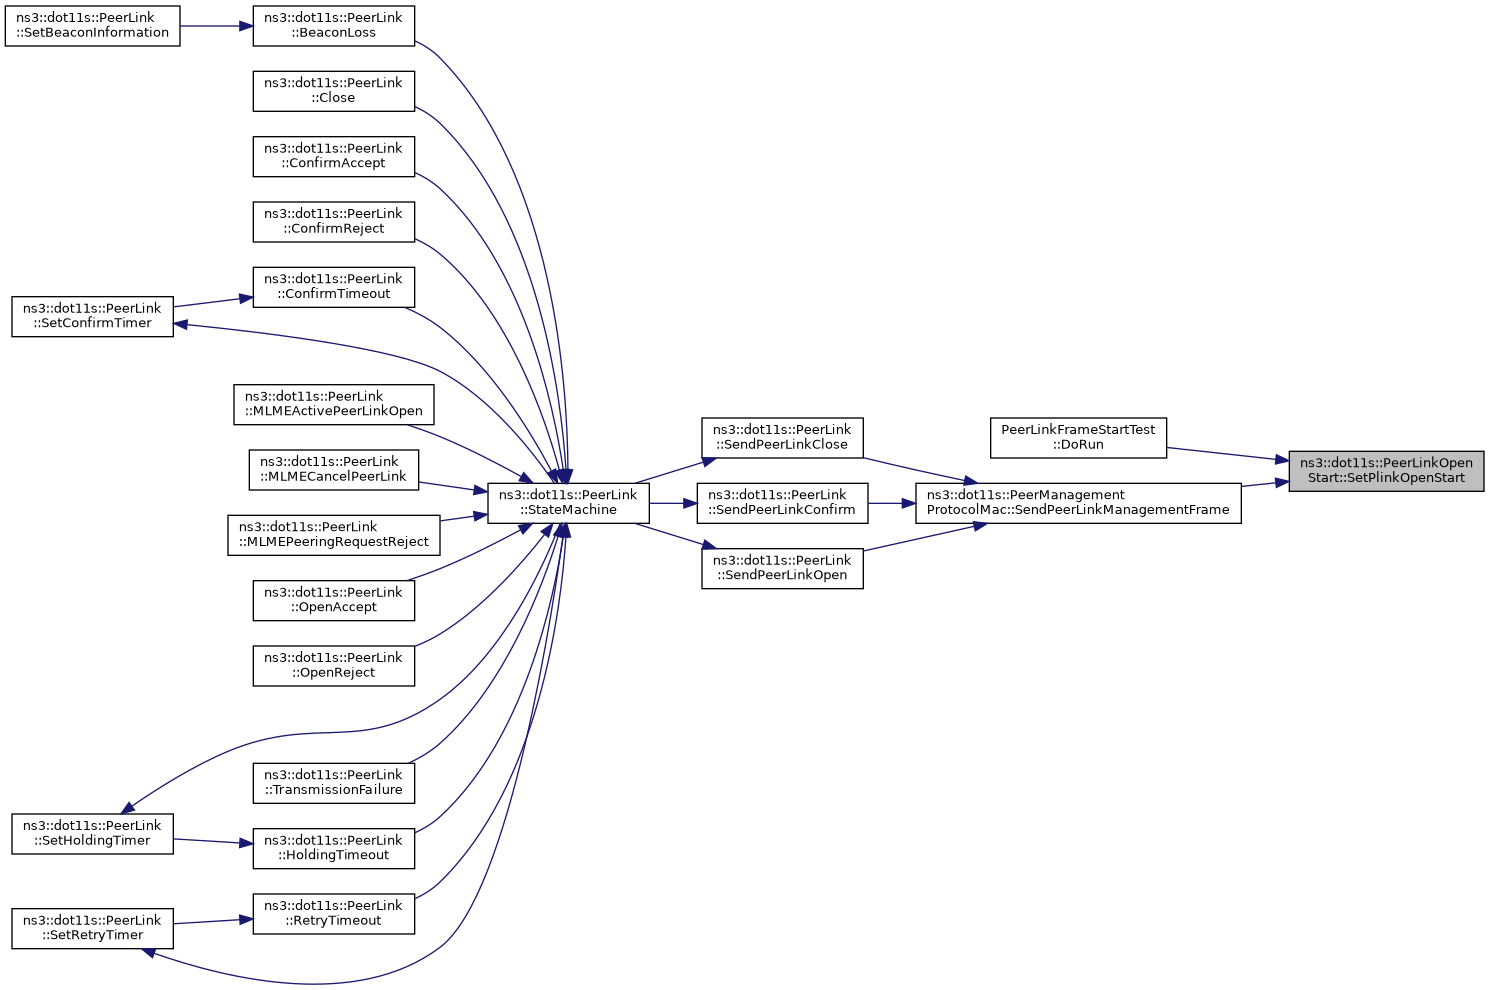 ns3::dot11s::PeerLink
::SetBeaconInformation
ns3::dot11s::PeerLink
::BeaconLoss
ns3::dot11s::PeerLink
::Close
ns3::dot11s::PeerLink
::ConfirmAccept
ns3::dot11s::PeerLink
::ConfirmReject
ns3::dot11s::PeerLink
::ConfirmTimeout
ns3::dot11s::PeerLink
::SetConfirmTimer
ns3::dot11s::PeerLink
::MLMEActivePeerLinkOpen
ns3::dot11s::PeerLink
::MLMECancelPeerLink
ns3::dot11s::PeerLink
::MLMEPeeringRequestReject
ns3::dot11s::PeerLink
::OpenAccept
ns3::dot11s::PeerLink
::OpenReject
ns3::dot11s::PeerLink
::TransmissionFailure
ns3::dot11s::PeerLink
::SetHoldingTimer
ns3::dot11s::PeerLink
::HoldingTimeout
ns3::dot11s::PeerLink
::RetryTimeout
ns3::dot11s::PeerLink
::SetRetryTimer
ns3::dot11s::PeerLink
::StateMachine
ns3::dot11s::PeerLink
::SendPeerLinkClose
ns3::dot11s::PeerLink
::SendPeerLinkConfirm
ns3::dot11s::PeerLink
::SendPeerLinkOpen
PeerLinkFrameStartTest
::DoRun
ns3::dot11s::PeerManagement
ProtocolMac::SendPeerLinkManagementFrame
ns3::dot11s::PeerLinkOpen
Start::SetPlinkOpenStart